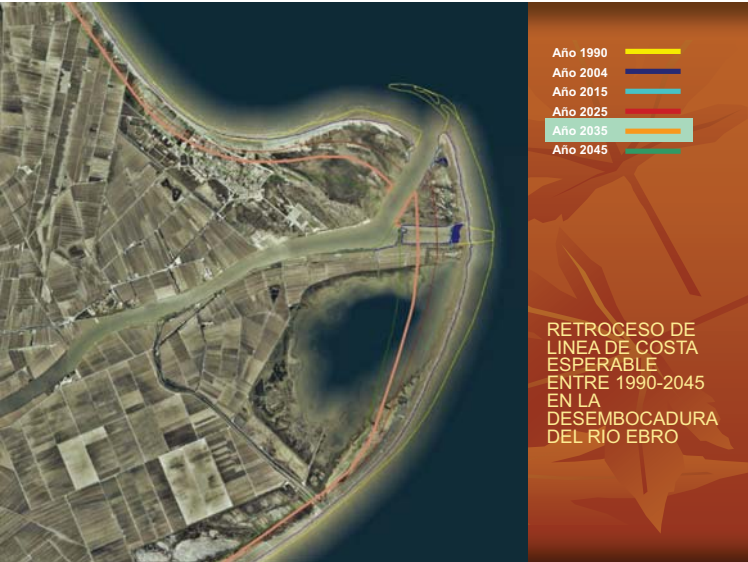 Año 1990
Año 2004
Año 2015
Año 2025
Año 2035
Año 2045
RETROCESO DE
LINEA DE COSTA
ESPERABLE
ENTRE 1990-2045
EN LA
DESEMBOCADURA
DEL RIO EBRO